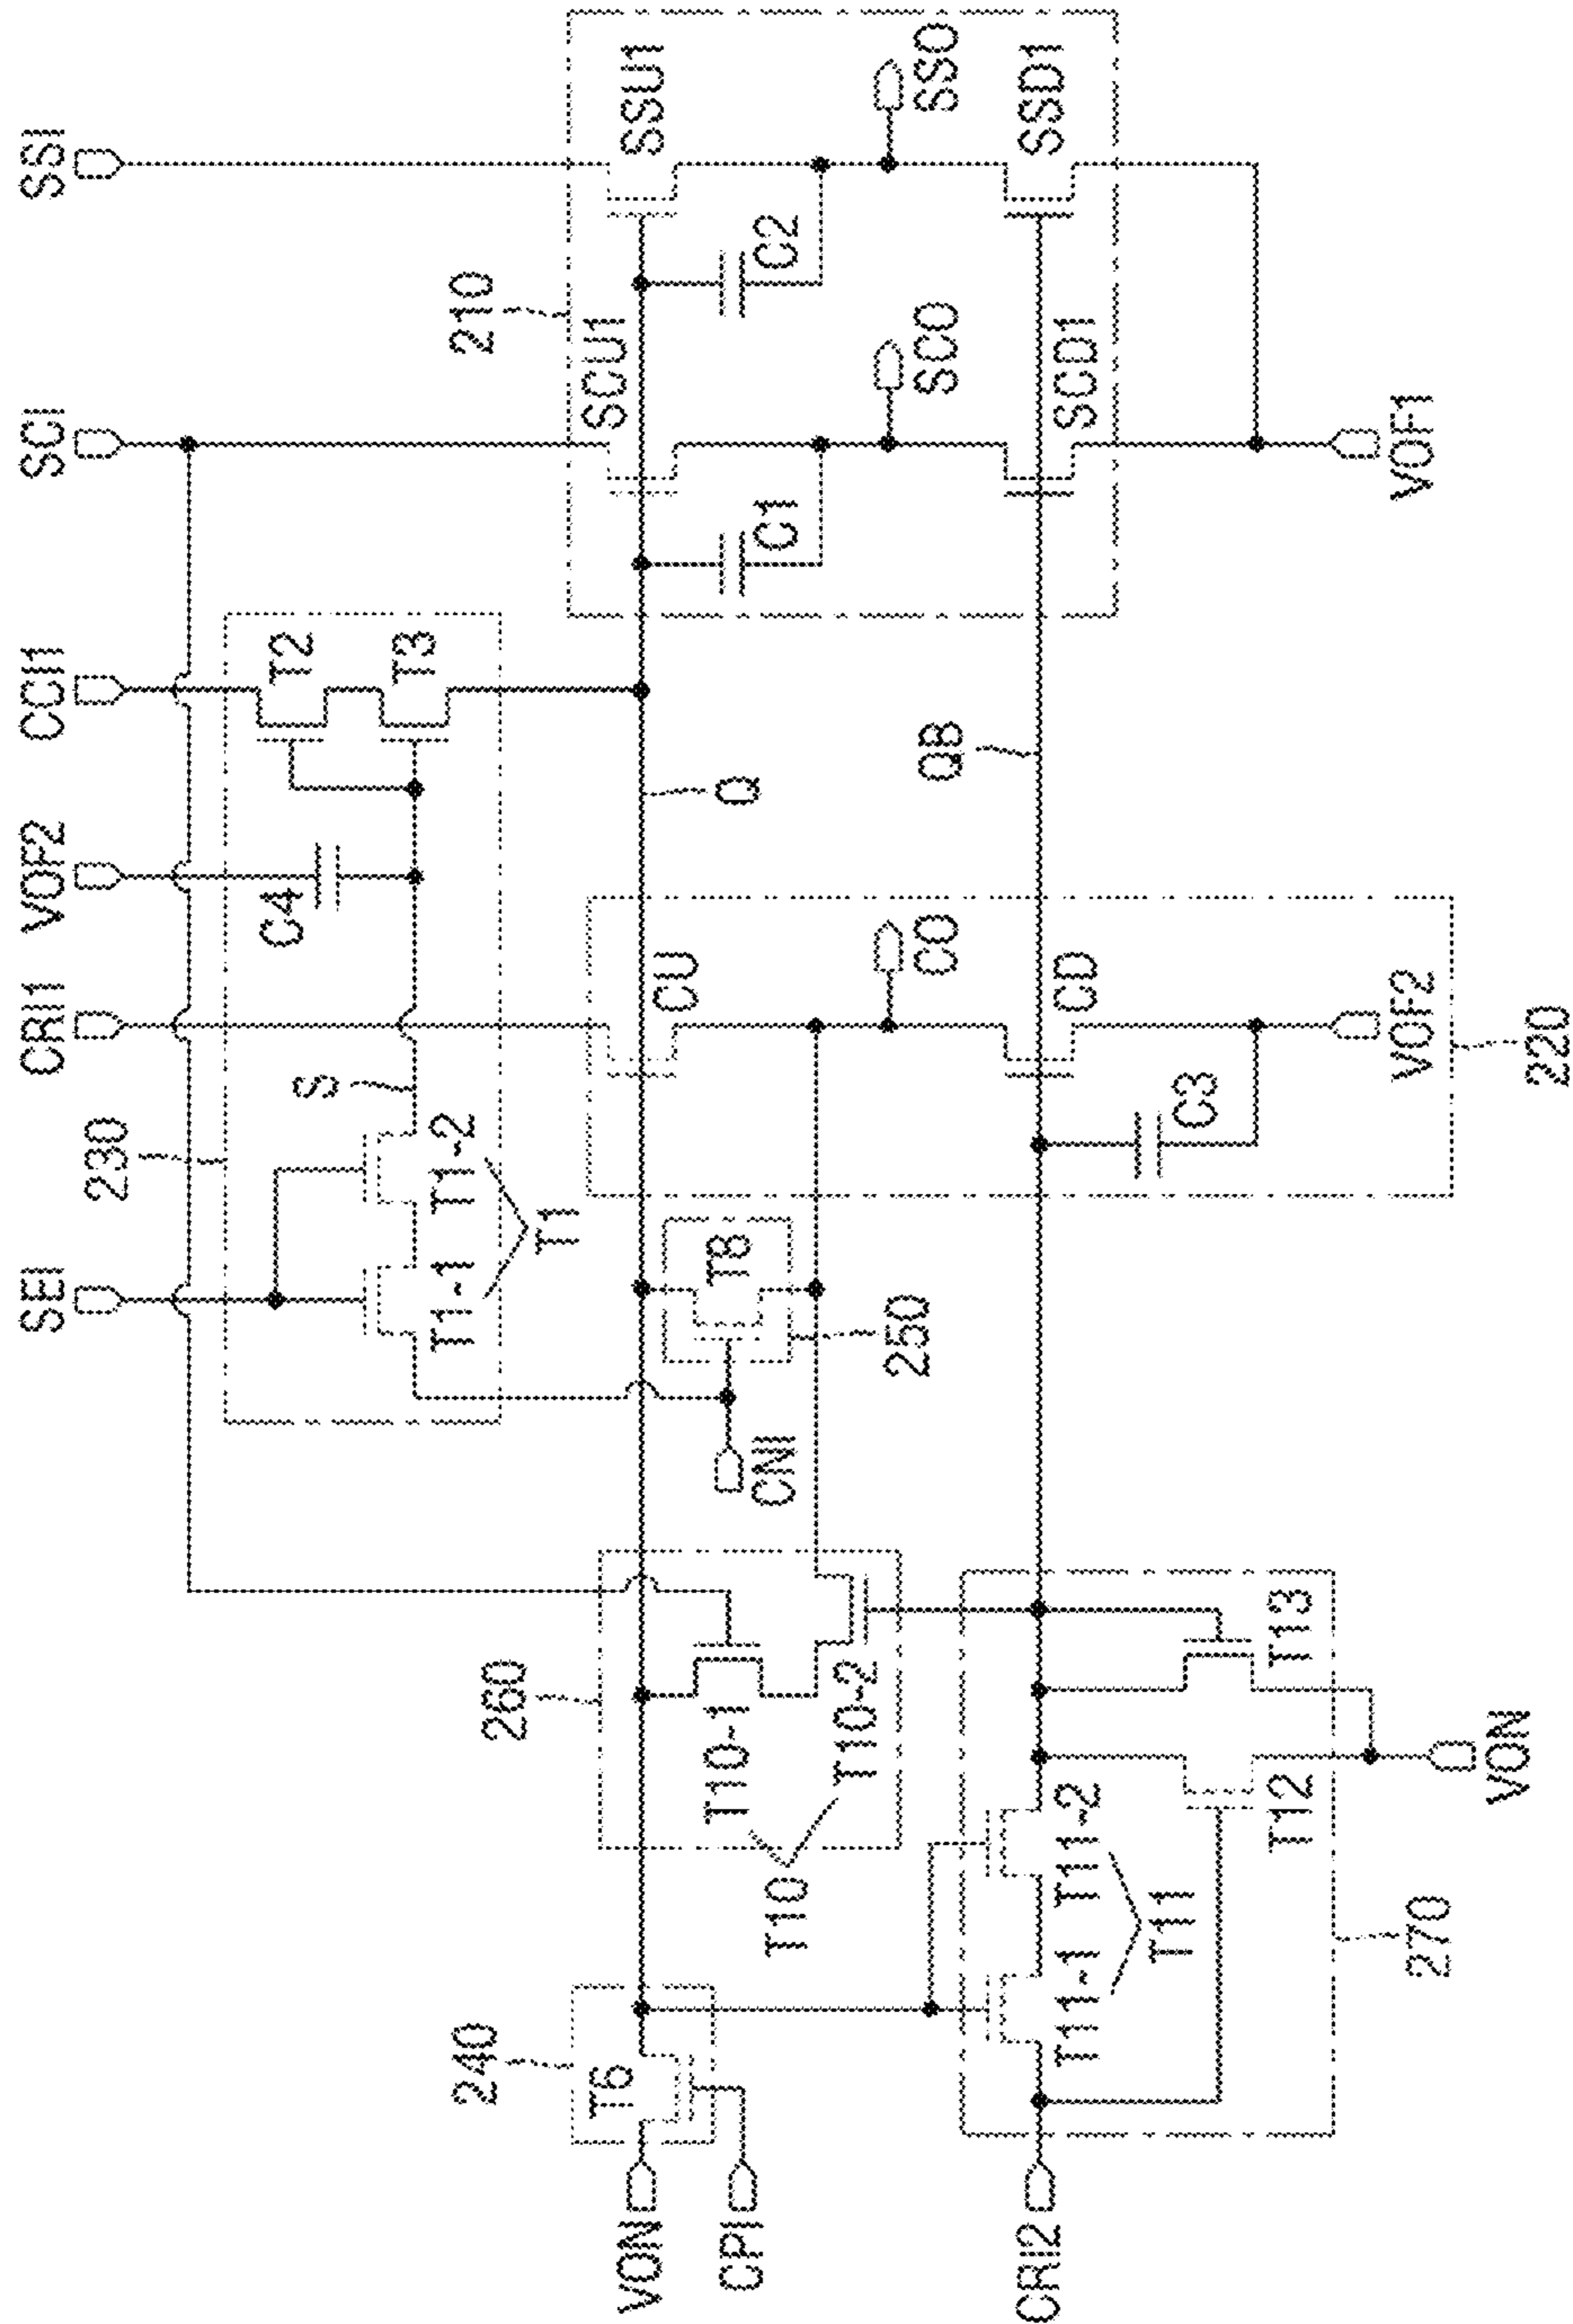 SEI
CRI1
VOF2
CCI1
SCI
SSI
230
S
C4
T2
T3
T1-1
T1-2
T1
210
SCU1
SSU1
C1
C2
SCO
SSO
SCD1
SSD1
VOF1
240
T6
VON
CPI
260
T10-1
T10-2
T10
CNI
T8
250
Q
CU
CO
QB
CD
C3
VOF2
220
CRI2
T11-1
T11-2
T11
T12
T13
270
VON